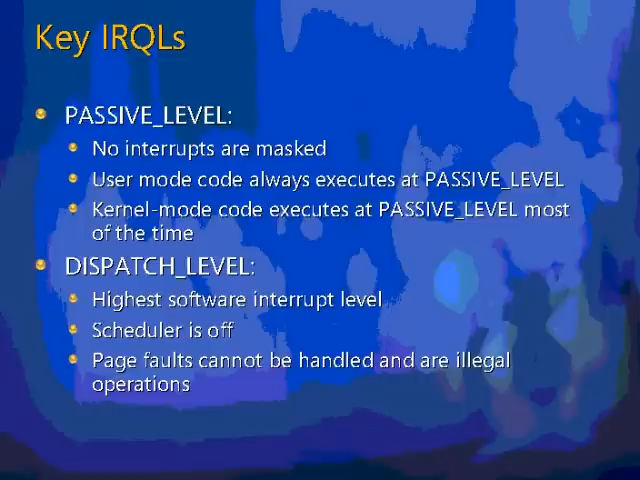 Key IRQLs
PASSIVE_LEVEL:
No interrupts are masked
User mode code always executes at PASSIVE_LEVEL
Kernel-mode code executes at PASSIVE_LEVEL most
of the time
DISPATCH_LEVEL:
Highest software interrupt level
Scheduler is off
Page faults cannot be handled and are illegal
operations